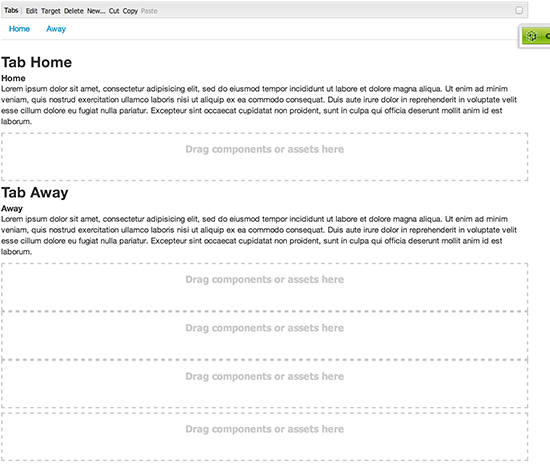 Tabs Edit Target Delete New... Cut Copy Paste
Home Away
Tab Home
Home
Lorem ipsum dolor sit amet, consectetur adipisicing elit, sed do eiusmod tempor incididunt ut labore et dolore magna aliqua. Ut enim ad minim
veniam, quis nostrud exercitation ullamco laboris nisi ut aliquip ex ea commodo consequat. Duis aute irure dolor in reprehenderit in voluptate velit
esse cillum dolore eu fugiat nulla pariatur. Excepteur sint occaecat cupidatat non proident, sunt in culpa qui officia deserunt mollit anim id est
laborum.
Drag components or assets here
Tab Away
Away
Lorem ipsum dolor sit amet, consectetur adipisicing elit, sed do eiusmod tempor incididunt ut labore et dolore magna aliqua. Ut enim ad minim
veniam, quis nostrud exercitation ullamco laboris nisi ut aliquip ex ea commodo consequat. Duis aute irure dolor in reprehenderit in voluptate velit
esse cillum dolore eu fugiat nulla pariatur. Excepteur sint occaecat cupidatat non proident, sunt in culpa qui officia deserunt mollit anim id est
laborum.
Drag components or assets here
Drag components or assets here
Drag components or assets here
Drag components or assets here